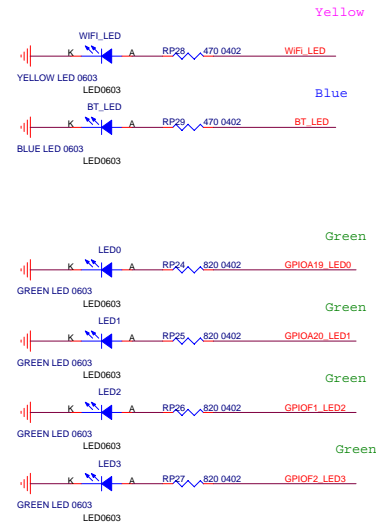 Yellow
WIFI_LED
K A RP28 470 0402 WiFi_LED
YELLOW LED 0603
LED0603
Blue
BT_LED
K A RP29 470 0402 BT_LED
BLUE LED 0603
LED0603
Green
LED0
K A RP24 820 0402 GPIOA19_LED0
GREEN LED 0603
LED0603
Green
LED1
K A RP25 820 0402 GPIOA20_LED1
GREEN LED 0603
LED0603
Green
LED2
K A RP26 820 0402 GPIOF1_LED2
GREEN LED 0603
LED0603
Green
LED3
K A RP27 820 0402 GPIOF2_LED3
GREEN LED 0603
LED0603